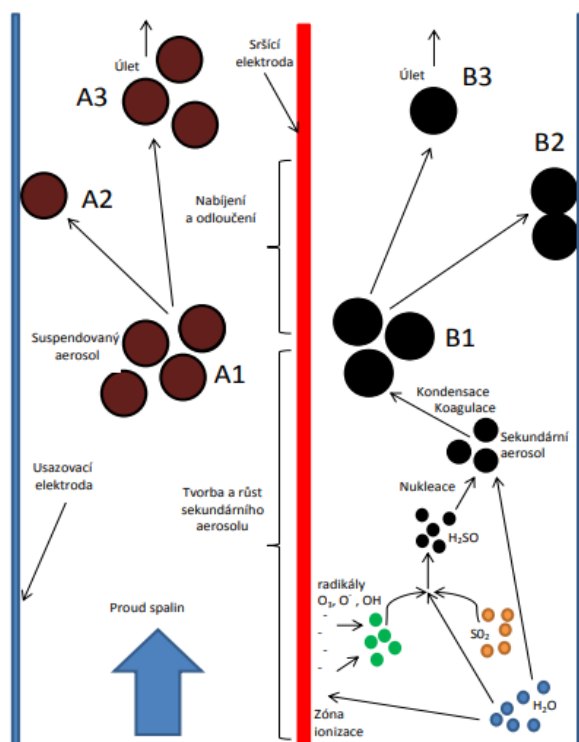 Úlet
A3
Sršící
elektroda
Úlet
B3
B2
A2
Nabíjení
a odloučení
Suspendovaný
aerosol
A1
B1
Kondensace
Koagulace
Sekundární
aerosol
Usazovací
elektroda
Tvorba a růst
sekundárního
aerosolu
Nukleace
H₂SO
radikály
O₃, O⁻, OH
SO₂
Proud spalin
H₂O
Zóna
ionizace